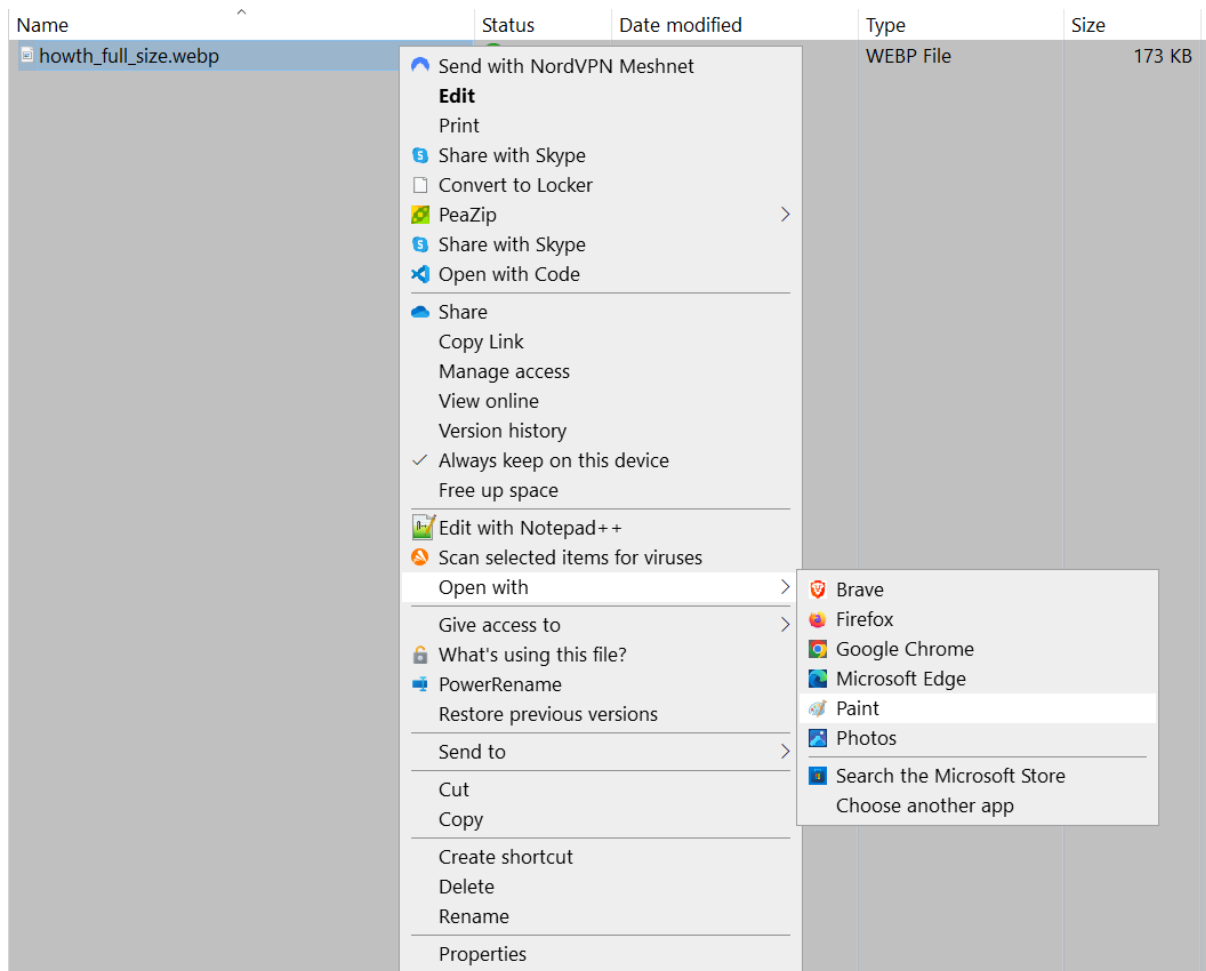 Name Status Date modified Type Size
howth_full_size.webp WEBP File 173 KB
Send with NordVPN Meshnet
Edit
Print
Share with Skype
Convert to Locker
PeaZip
Share with Skype
Open with Code
Share
Copy Link
Manage access
View online
Version history
Always keep on this device
Free up space
Edit with Notepad++
Scan selected items for viruses
Open with
Give access to
What's using this file?
PowerRename
Restore previous versions
Send to
Cut
Copy
Create shortcut
Delete
Rename
Properties
Brave
Firefox
Google Chrome
Microsoft Edge
Paint
Photos
Search the Microsoft Store
Choose another app